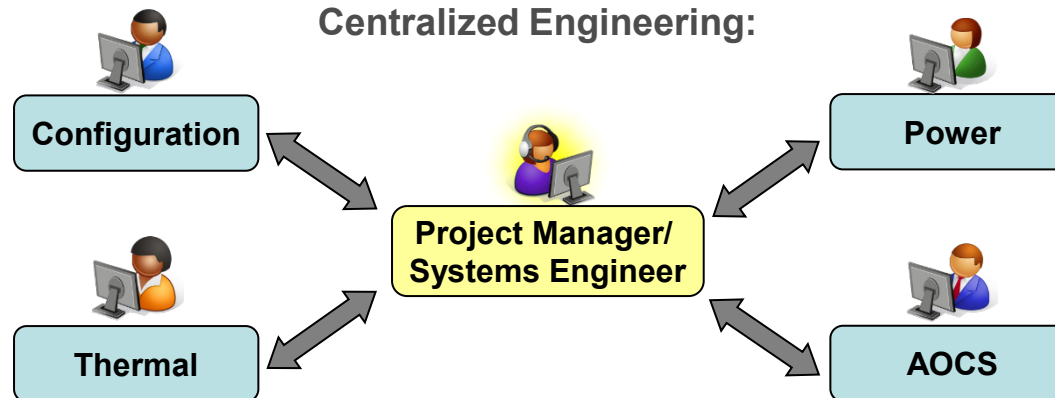 Centralized Engineering:
Configuration
Power
Project Manager/
Systems Engineer
Thermal
AOCS